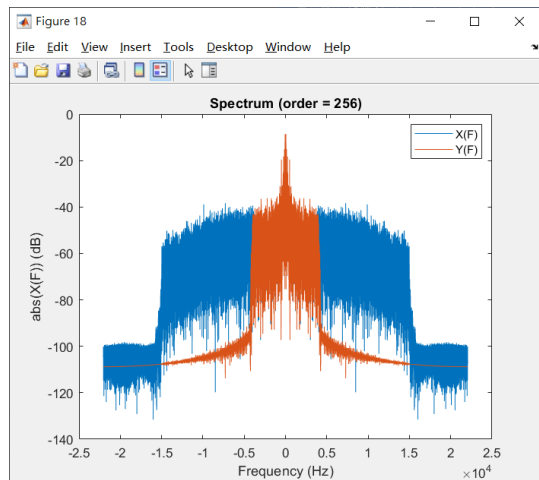 Figure 18
File Edit View Insert Tools Desktop Window Help
Spectrum (order = 256)
X(F)
Y(F)
abs(X(F)) (dB)
0
-20
-40
-60
-80
-100
-120
-140
-2.5 -2 -1.5 -1 -0.5 0 0.5 1 1.5 2 2.5
Frequency (Hz)
×10⁴